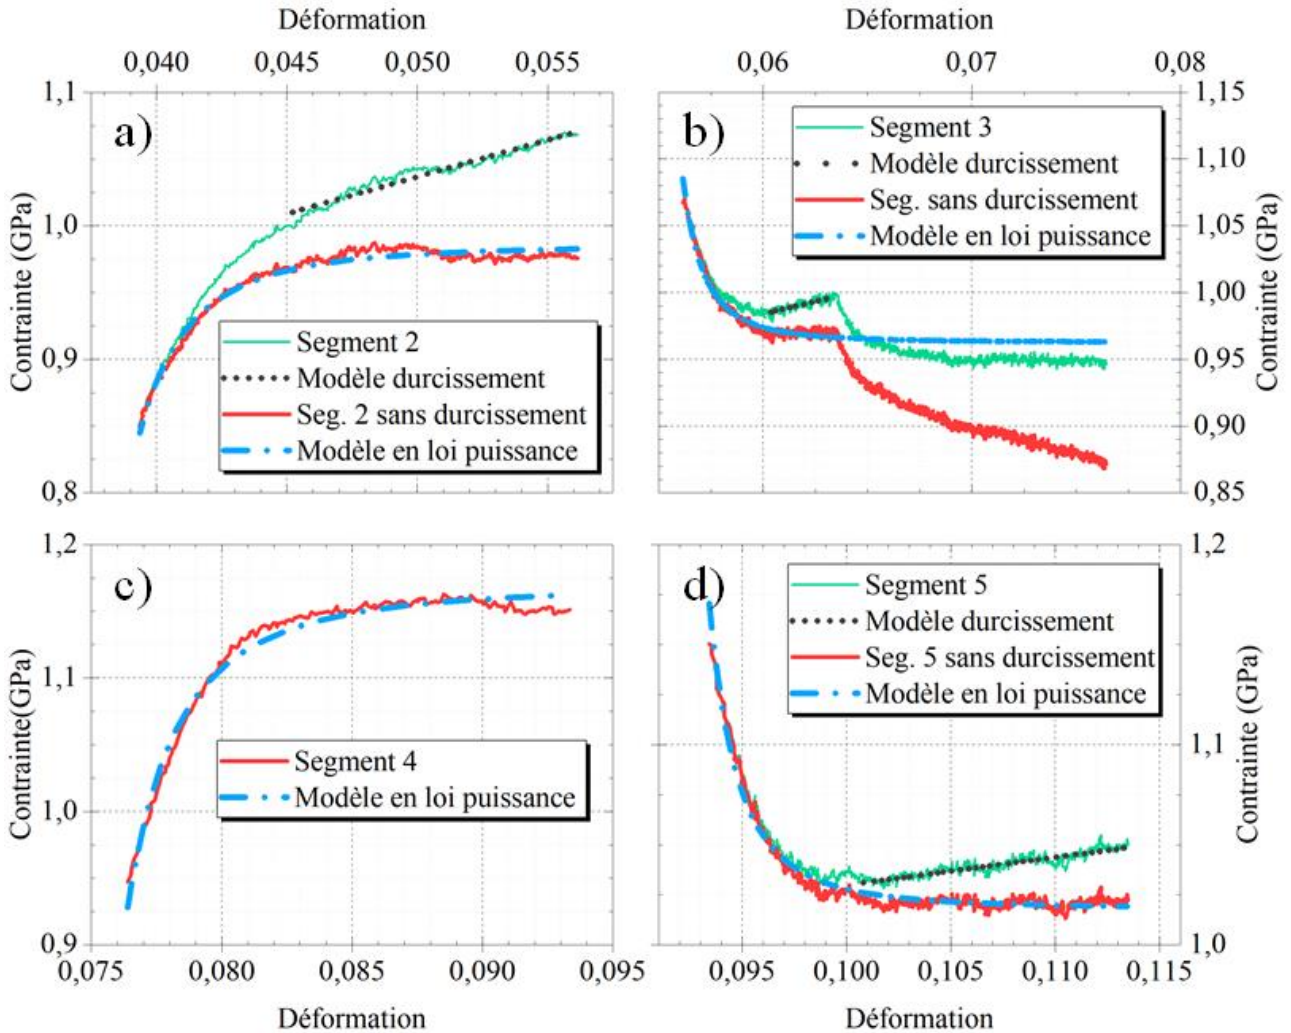 Déformation
Déformation
0,040 0,045 0,050 0,055
0,06 0,07 0,08
a)
Contrainte (GPa)
1,1
1,0
0,9
0,8
Segment 2
Modèle durcissement
Seg. 2 sans durcissement
Modèle en loi puissance
b)
Segment 3
Modèle durcissement
Seg. sans durcissement
Modèle en loi puissance
1,15
1,10
1,05
1,00
0,95
0,90
0,85
Contrainte (GPa)
c)
Contrainte(GPa)
1,2
1,1
1,0
0,9
Segment 4
Modèle en loi puissance
0,075 0,080 0,085 0,090 0,095
Déformation
d)
Segment 5
Modèle durcissement
Seg. 5 sans durcissement
Modèle en loi puissance
1,2
1,1
1,0
Contrainte (GPa)
0,095 0,100 0,105 0,110 0,115
Déformation